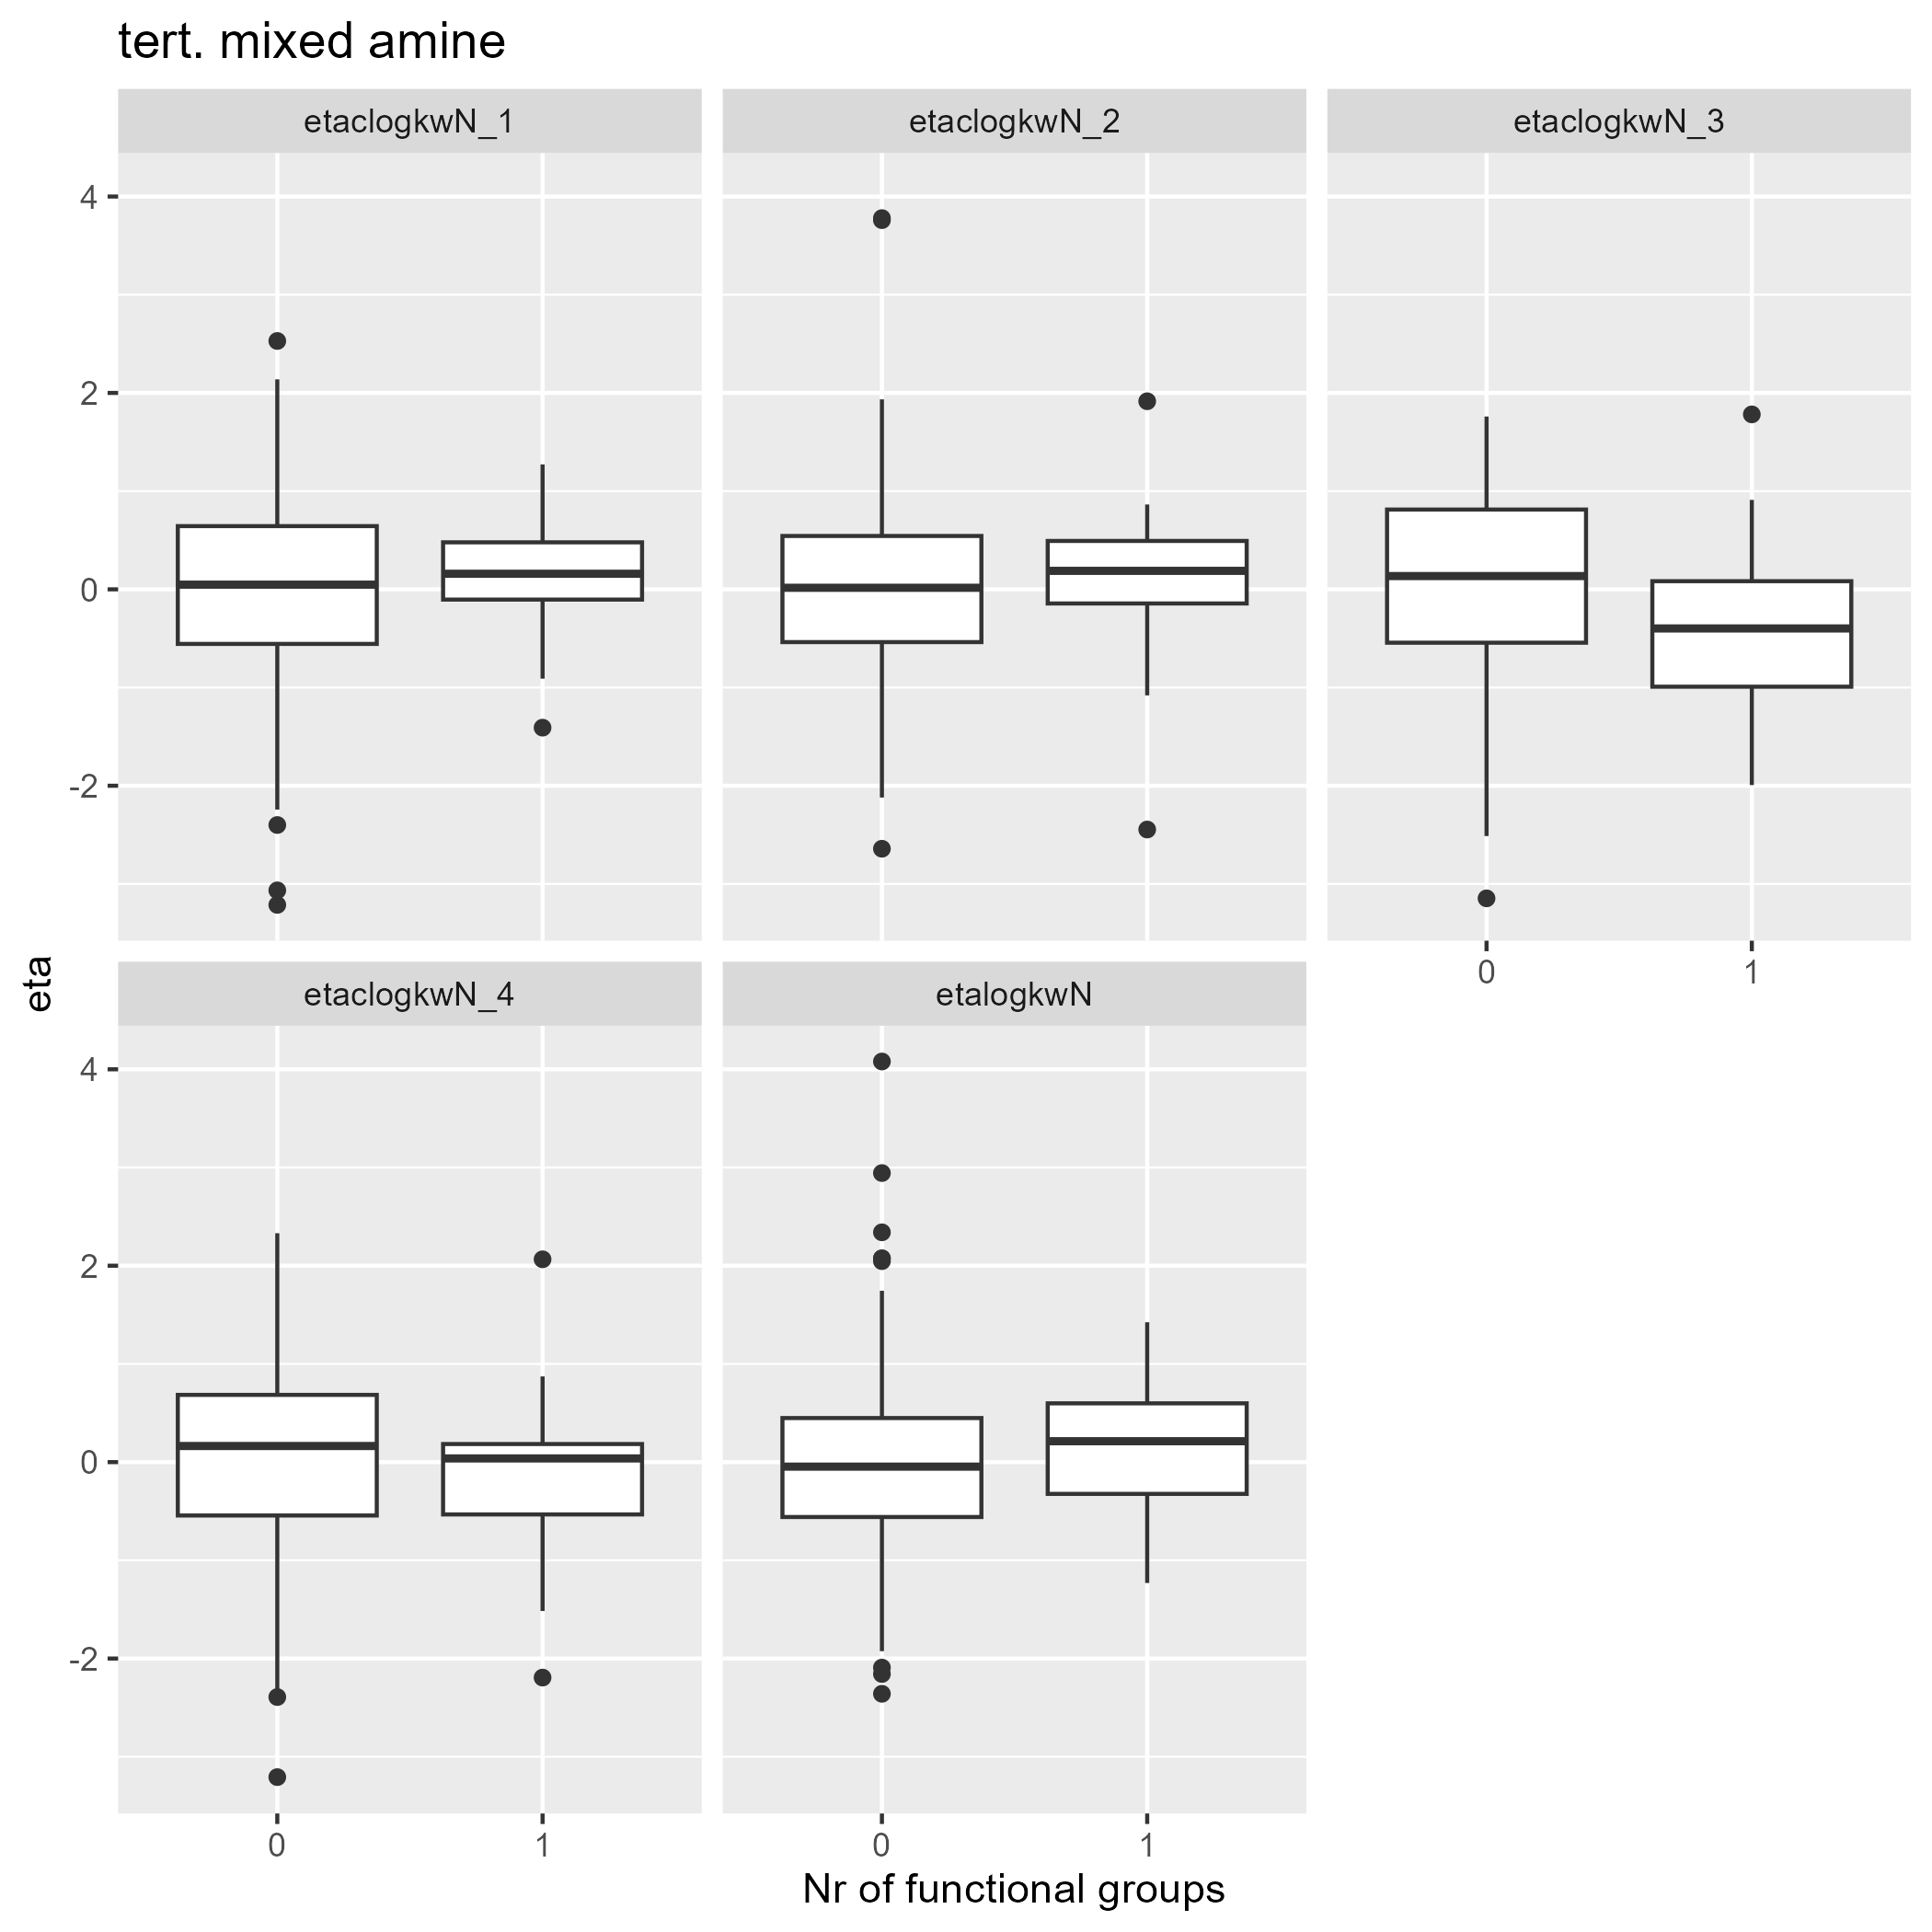 tert. mixed amine
etaclogkwN_1
etaclogkwN_2
etaclogkwN_3
4
2
0
-2
0
1
eta
etaclogkwN_4
etalogkwN
4
2
0
-2
0
1
0
1
Nr of functional groups